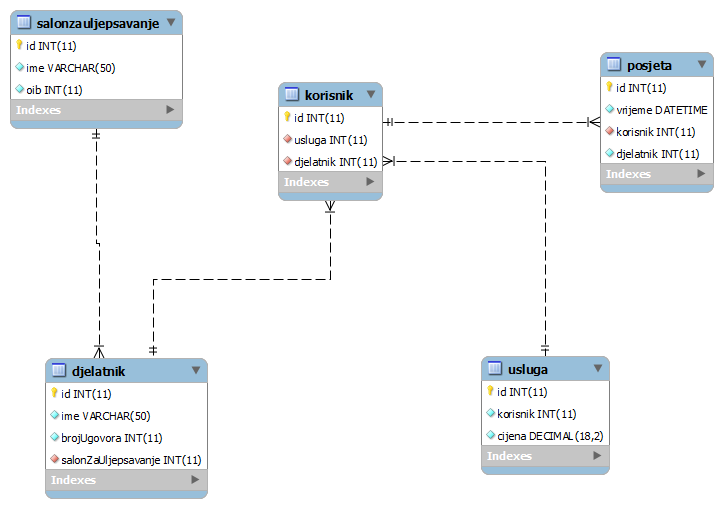 salonzauljepsavanje
id INT(11)
ime VARCHAR(50)
oib INT(11)
Indexes
korisnik
id INT(11)
usluga INT(11)
djelatnik INT(11)
Indexes
posjeta
id INT(11)
vrijeme DATETIME
korisnik INT(11)
djelatnik INT(11)
Indexes
djelatnik
id INT(11)
ime VARCHAR(50)
brojUgovora INT(11)
salonZaUljepsavanje INT(11)
Indexes
usluga
id INT(11)
korisnik INT(11)
cijena DECIMAL(18,2)
Indexes